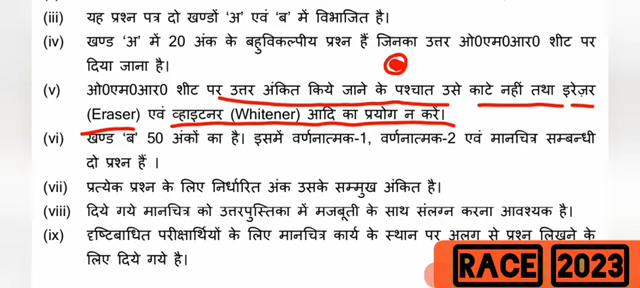 (iii) यह प्रश्न पत्र दो खण्डों 'अ' एवं 'ब' में विभाजित है।
(iv) खण्ड 'अ' में 20 अंक के बहुविकल्पीय प्रश्न हैं जिनका उत्तर ओ0एम0आर0 शीट पर
दिया जाना है।
(v) ओ0एम0आर0 शीट पर उत्तर अंकित किये जाने के पश्चात उसे काटे नहीं तथा इरेज़र
(Eraser) एवं व्हाइटनर (Whitener) आदि का प्रयोग न करें।
(vi) खण्ड 'ब' 50 अंकों का है। इसमें वर्णनात्मक-1, वर्णनात्मक-2 एवं मानचित्र सम्बन्धी
दो प्रश्न हैं ।
(vii) प्रत्येक प्रश्न के लिए निर्धारित अंक उसके सम्मुख अंकित है।
(viii) दिये गये मानचित्र को उत्तरपुस्तिका में मजबूती के साथ संलग्न करना आवश्यक है।
(ix) दृष्टिबाधित परीक्षार्थियों के लिए मानचित्र कार्य के स्थान पर अलग से प्रश्न लिखने के
लिए दिये गये है।
RACE 2023